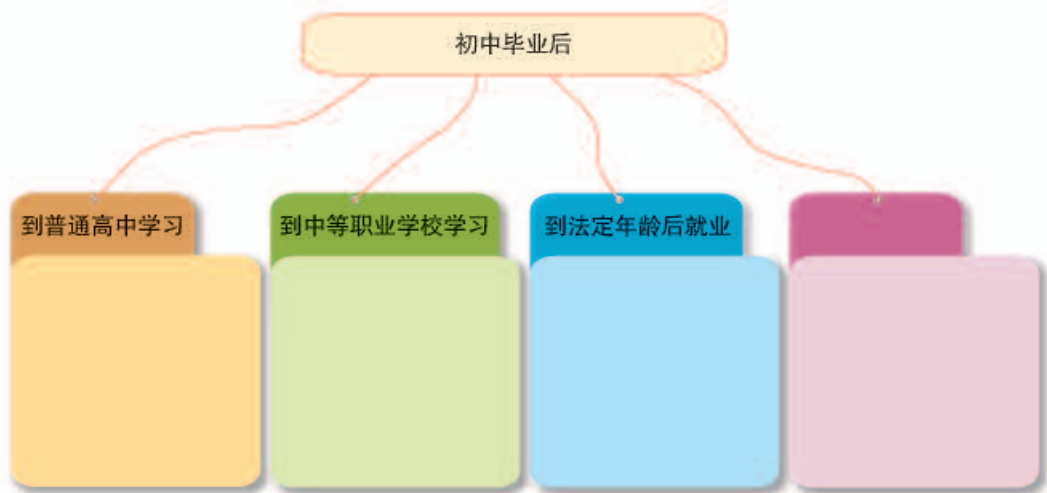 初中毕业后
到普通高中学习
到中等职业学校学习
到法定年龄后就业